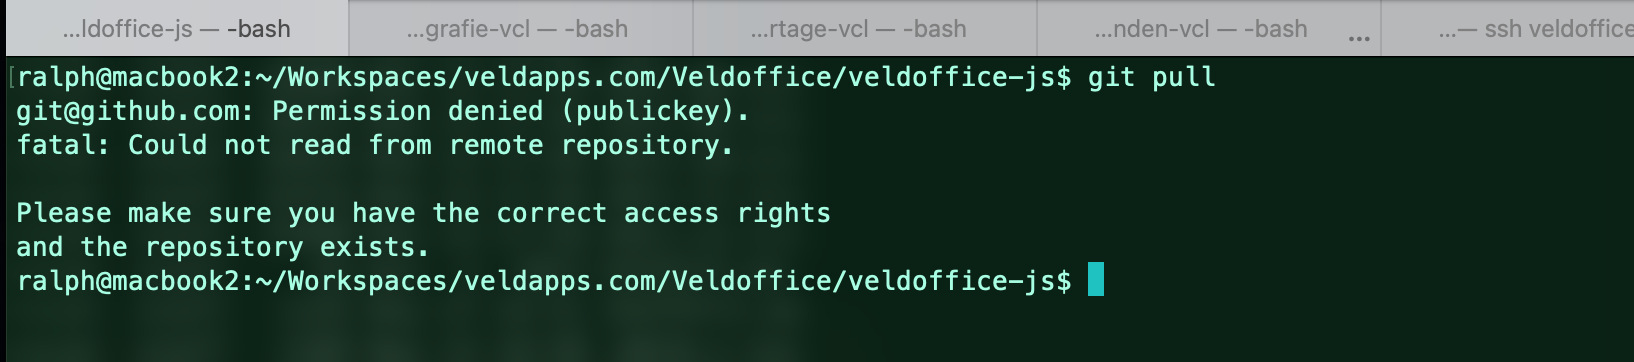 ...ldoffice-js — -bash ...grafie-vcl — -bash ...rtage-vcl — -bash ...nden-vcl — -bash ... ...— ssh veldoffice
[ralph@macbook2:~/Workspaces/veldapps.com/Veldoffice/veldoffice-js$ git pull
git@github.com: Permission denied (publickey).
fatal: Could not read from remote repository.
Please make sure you have the correct access rights
and the repository exists.
ralph@macbook2:~/Workspaces/veldapps.com/Veldoffice/veldoffice-js$